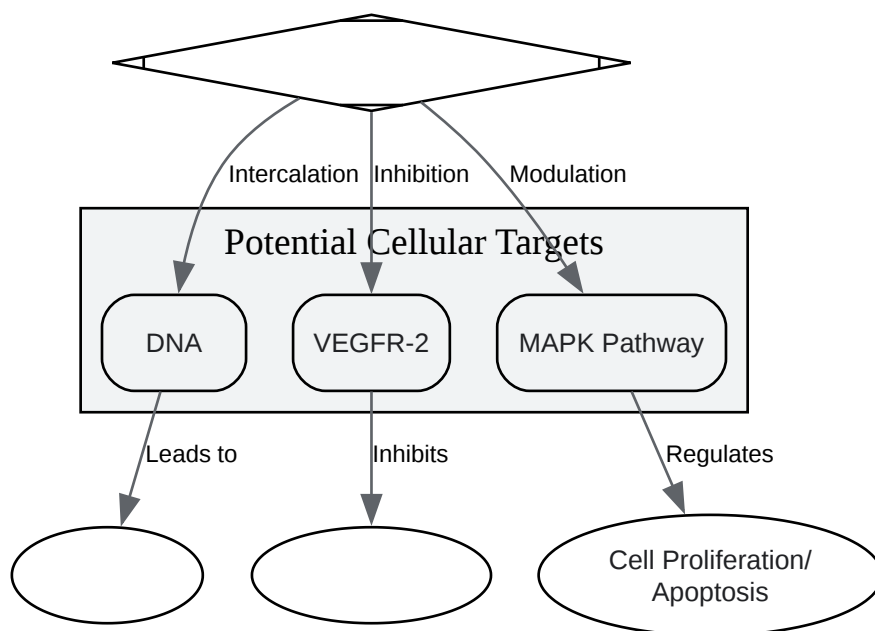 Intercalation
Inhibition
Modulation
Potential Cellular Targets
DNA
VEGFR-2
MAPK Pathway
Leads to
Inhibits
Regulates
Cell Proliferation/
Apoptosis